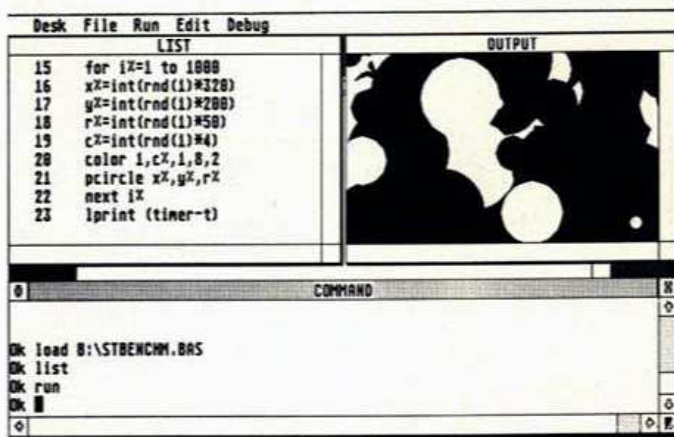 Desk File Run Edit Debug
LIST
15 for i%=1 to 1000
16 x%=int(rnd(1)*320)
17 y%=int(rnd(1)*200)
18 r%=int(rnd(1)*50)
19 c%=int(rnd(1)*4)
20 color 1,c%,1,8,2
21 pcircle x%,y%,r%
22 next i%
23 lprint (timer-t)
OUTPUT
COMMAND
Ok load B:\STBENCHM.BAS
Ok list
Ok run
Ok